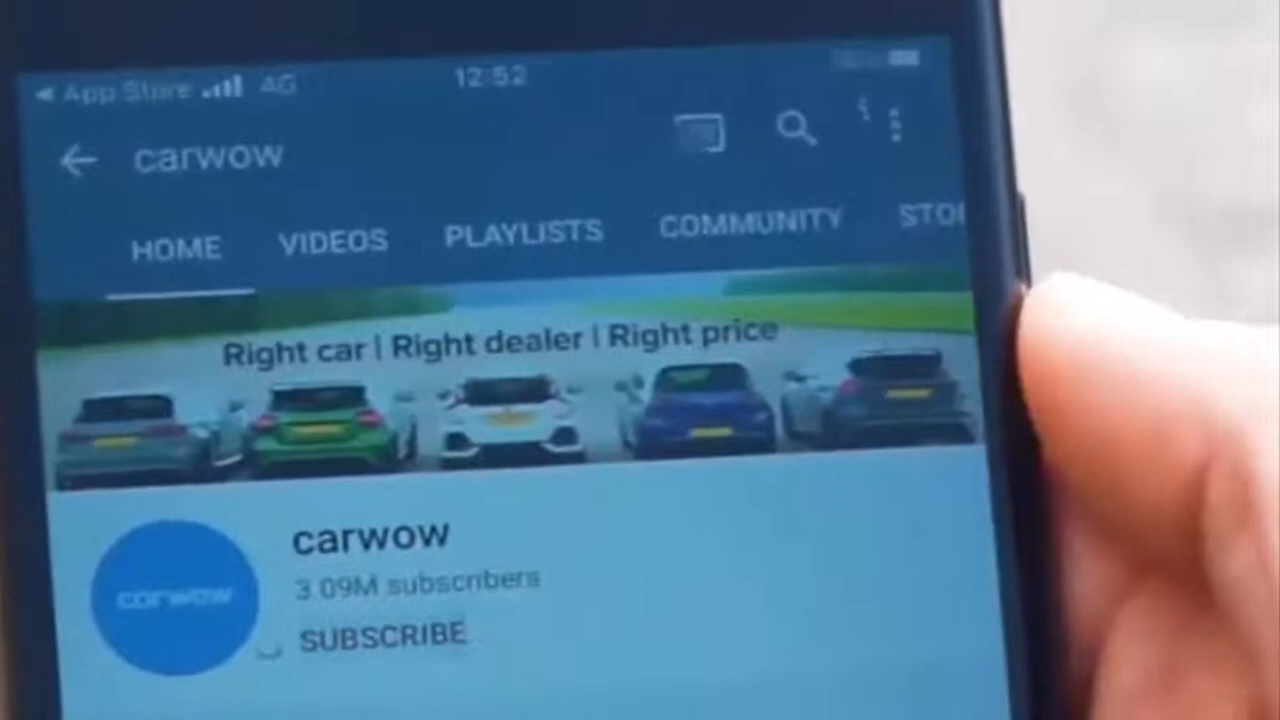 ◀ App Store 4G 12:52
← carwow
HOME VIDEOS PLAYLISTS COMMUNITY STO
Right car | Right dealer | Right price
carwow
3.09M subscribers
carwow
SUBSCRIBE